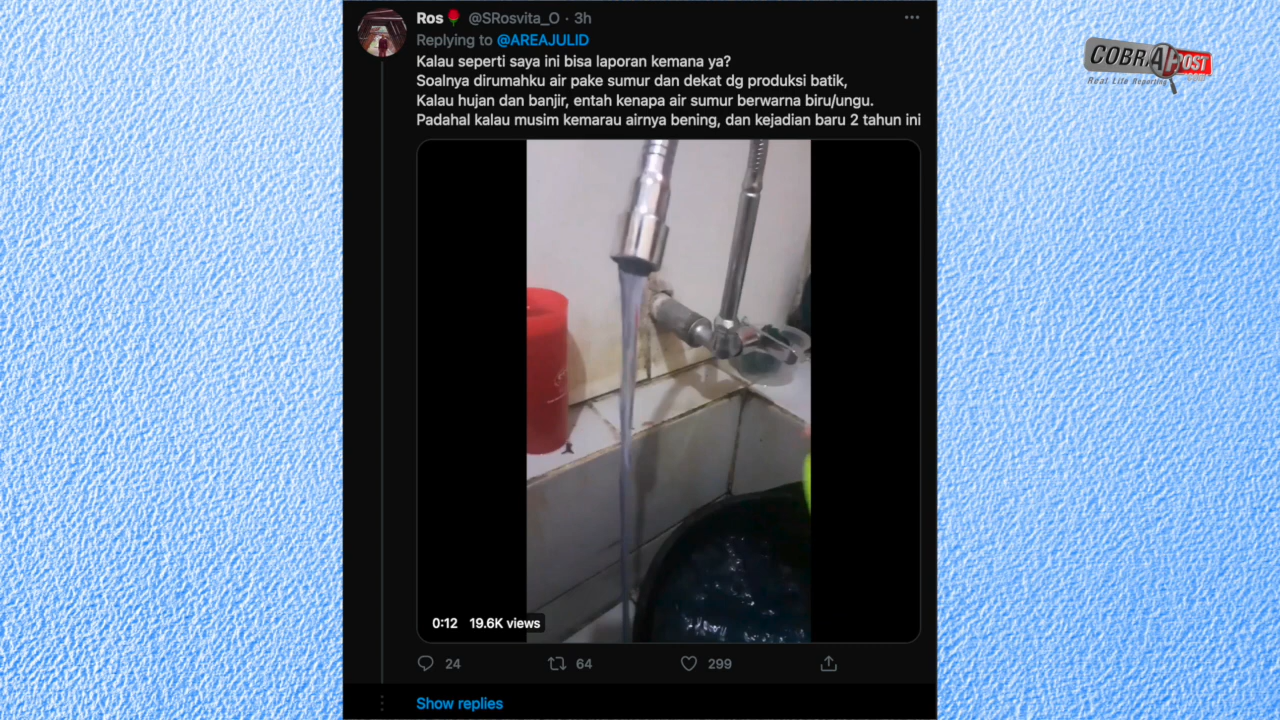 Ros🌹 @SRosvita_O · 3h
Replying to @AREAJULID
Kalau seperti saya ini bisa laporan kemana ya?
Soalnya dirumahku air pake sumur dan dekat dg produksi batik,
Kalau hujan dan banjir, entah kenapa air sumur berwarna biru/ungu.
Padahal kalau musim kemarau airnya bening, dan kejadian baru 2 tahun ini
0:12 19.6K views
24 64 299
Show replies
COBRAPOST
Real Life Reporting